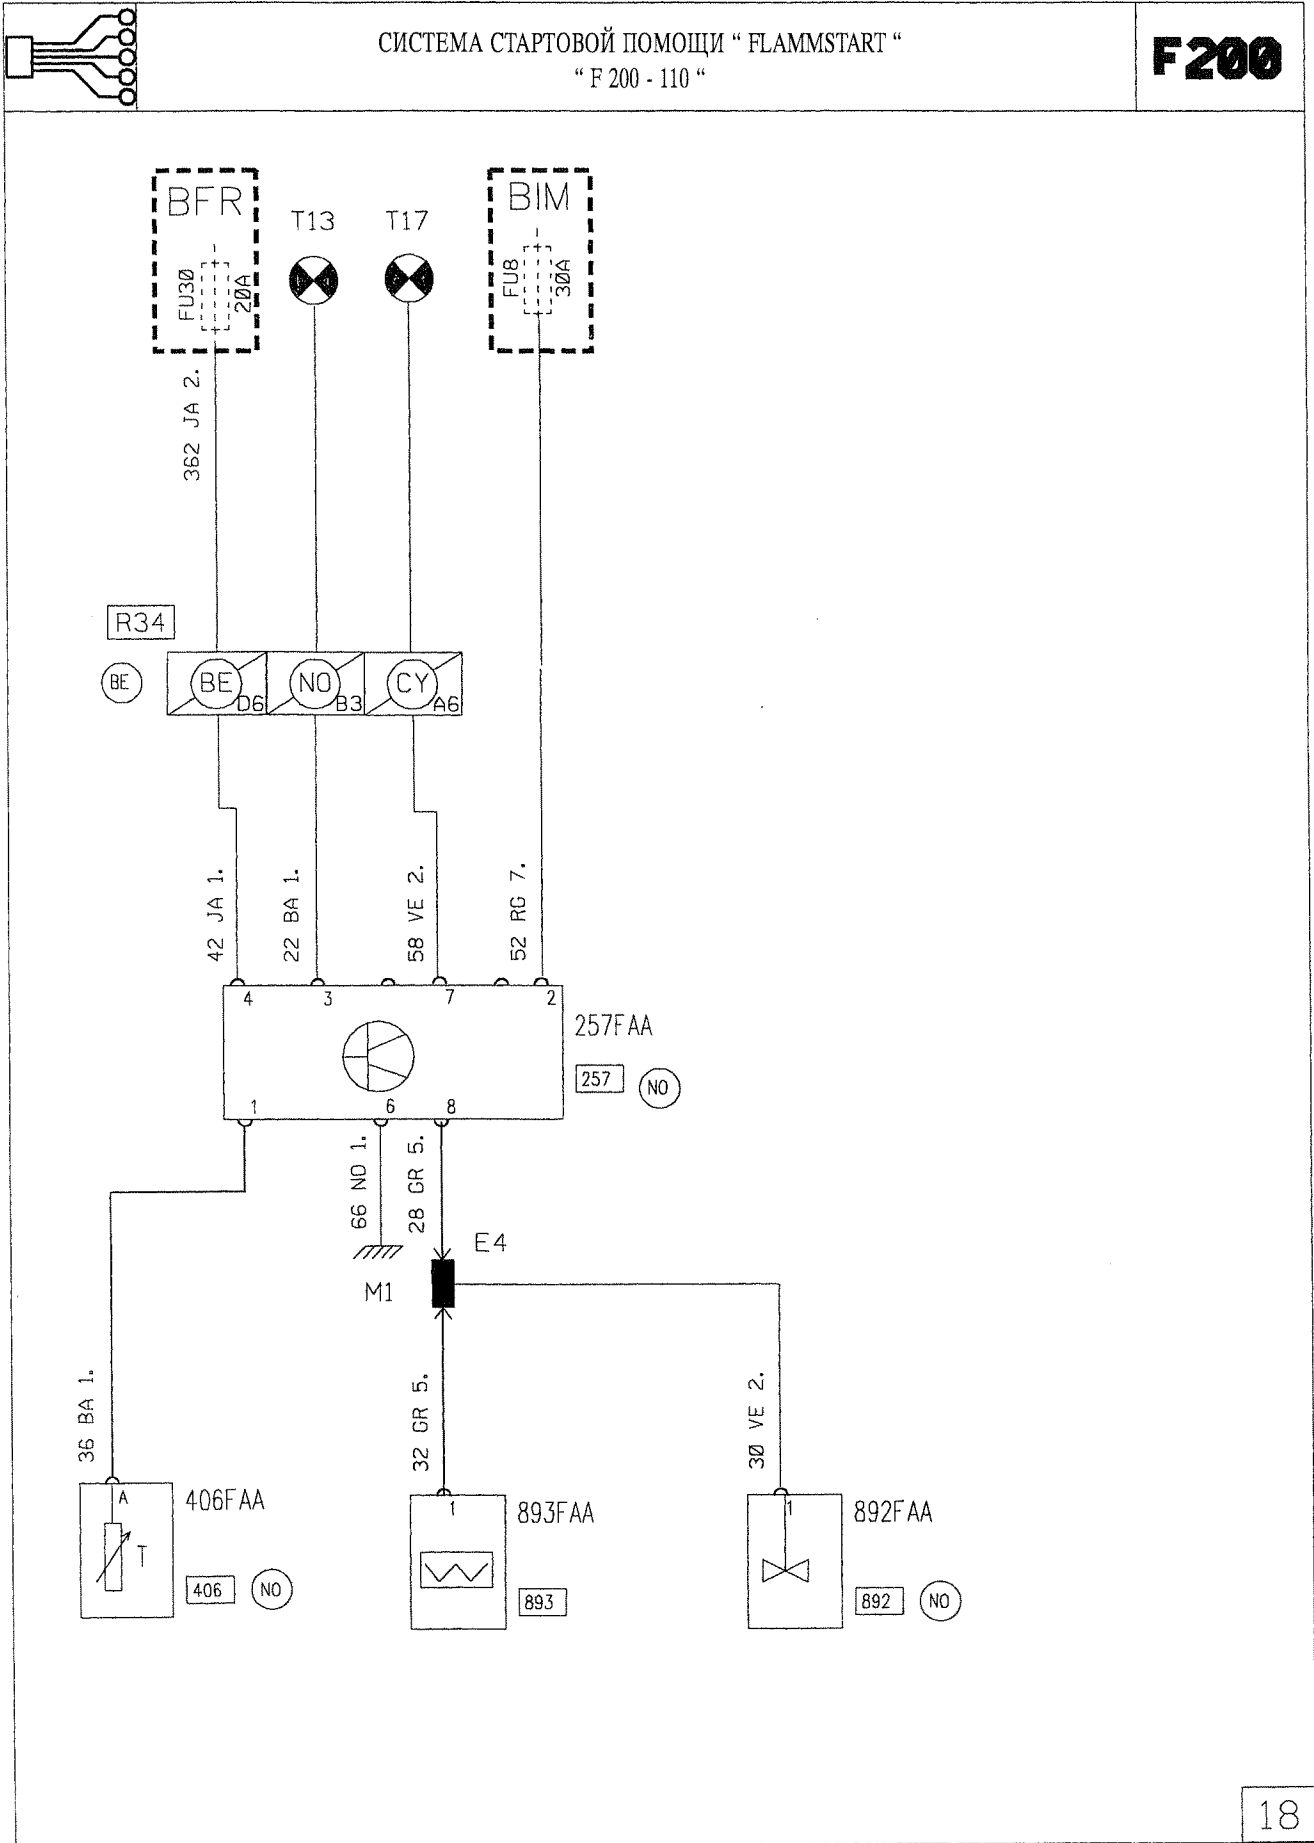 СИСТЕМА СТАРТОВОЙ ПОМОЩИ “ FLAMMSTART “
“ F 200 - 110 “
F200
BFR
T13
T17
BIM
FU30
20A
FU8
30A
362 JA 2.
R34
BE
BE
D6
NO
B3
CY
A6
42 JA 1.
22 BA 1.
58 VE 2.
52 RG 7.
4
3
7
2
257FAA
257
NO
1
6
8
66 NO 1.
28 GR 5.
E4
M1
36 BA 1.
32 GR 5.
30 VE 2.
A
406FAA
T
406
NO
1
893FAA
893
1
892FAA
892
NO
18